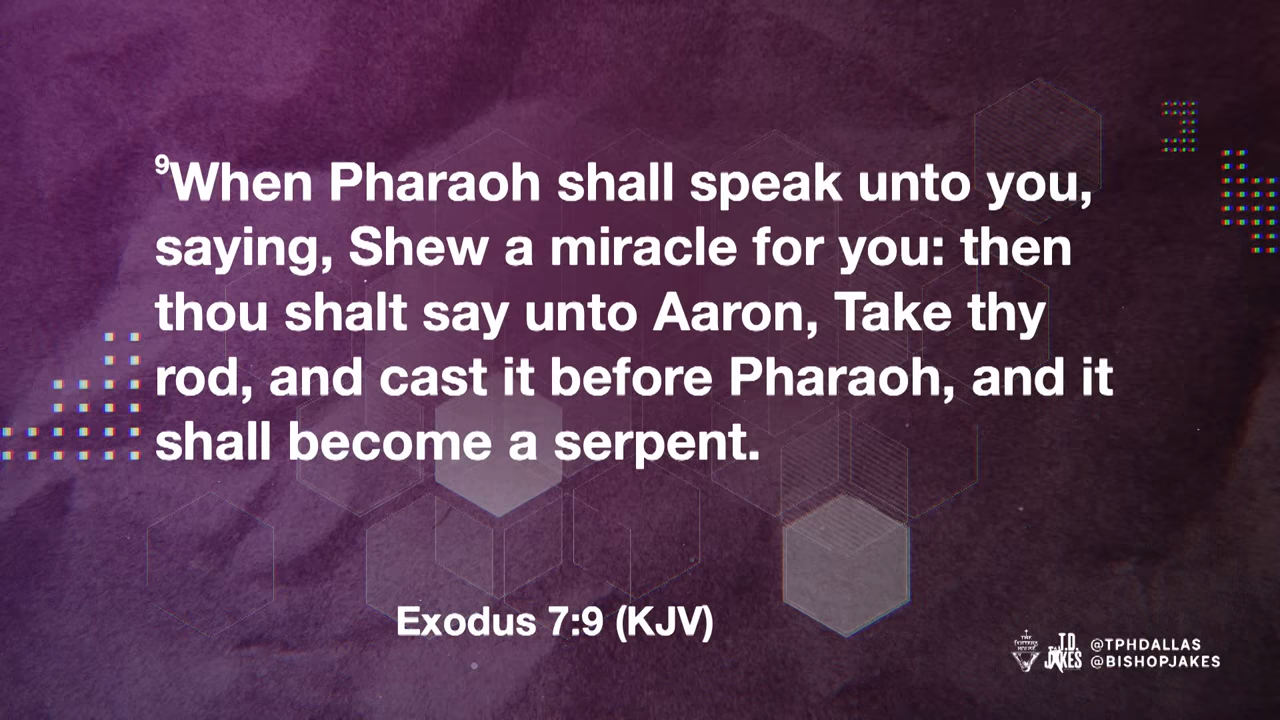 ⁹When Pharaoh shall speak unto you,
saying, Shew a miracle for you: then
thou shalt say unto Aaron, Take thy
rod, and cast it before Pharaoh, and it
shall become a serpent.
Exodus 7:9 (KJV)
T.D.
JAKES
@TPHDALLAS
@BISHOPJAKES